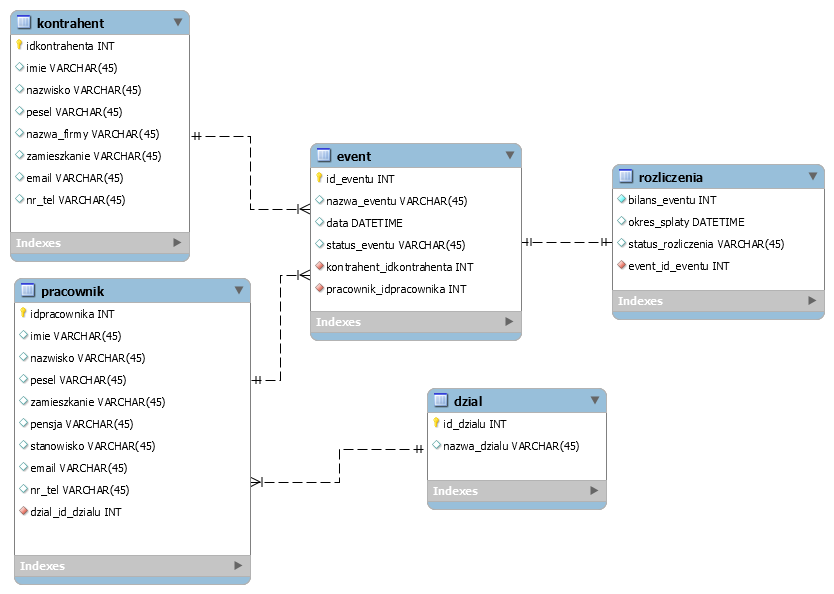 kontrahent
idkontrahenta INT
imie VARCHAR(45)
nazwisko VARCHAR(45)
pesel VARCHAR(45)
nazwa_firmy VARCHAR(45)
zamieszkanie VARCHAR(45)
email VARCHAR(45)
nr_tel VARCHAR(45)
Indexes
pracownik
idpracownika INT
imie VARCHAR(45)
nazwisko VARCHAR(45)
pesel VARCHAR(45)
zamieszkanie VARCHAR(45)
pensja VARCHAR(45)
stanowisko VARCHAR(45)
email VARCHAR(45)
nr_tel VARCHAR(45)
dzial_id_dzialu INT
Indexes
event
id_eventu INT
nazwa_eventu VARCHAR(45)
data DATETIME
status_eventu VARCHAR(45)
kontrahent_idkontrahenta INT
pracownik_idpracownika INT
Indexes
dzial
id_dzialu INT
nazwa_dzialu VARCHAR(45)
Indexes
rozliczenia
bilans_eventu INT
okres_splaty DATETIME
status_rozliczenia VARCHAR(45)
event_id_eventu INT
Indexes